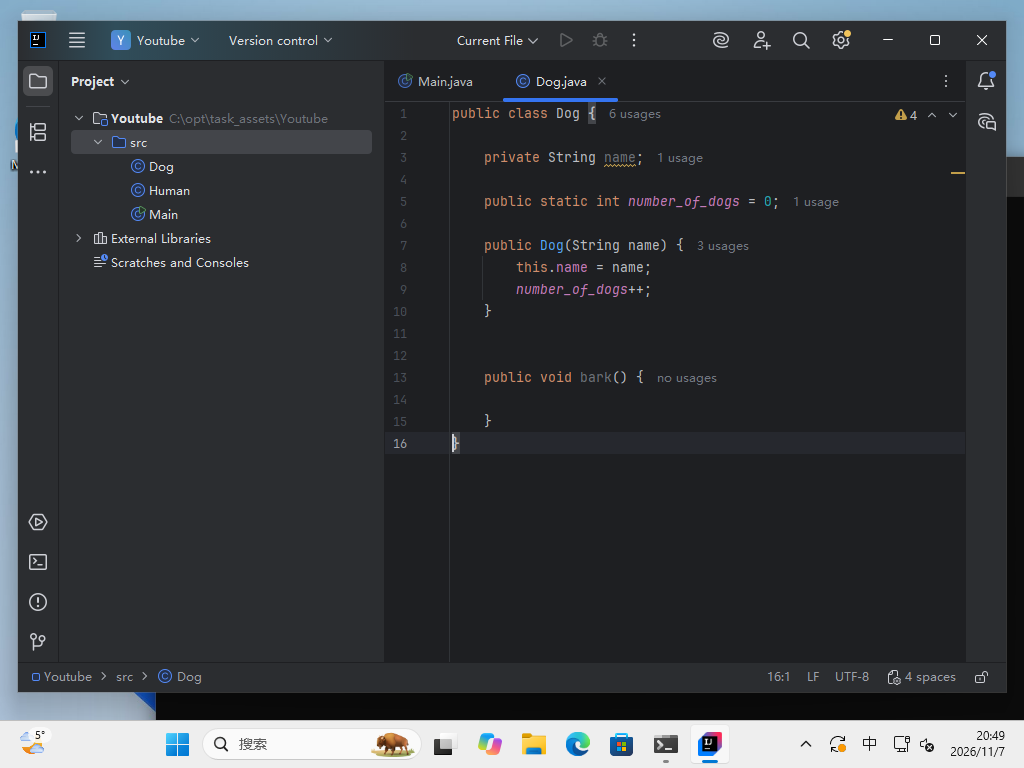 Y Youtube Version control Current File
Project
Main.java Dog.java
Youtube C:\opt\task_assets\Youtube
src
Dog
Human
Main
External Libraries
Scratches and Consoles
4
1 public class Dog { 6 usages
2
3 private String name; 1 usage
4
5 public static int number_of_dogs = 0; 1 usage
6
7 public Dog(String name) { 3 usages
8 this.name = name;
9 number_of_dogs++;
10 }
11
12
13 public void bark() { no usages
14
15 }
16 }
Youtube src Dog
16:1 LF UTF-8 4 spaces
5°
搜索
中
20:49
2026/11/7